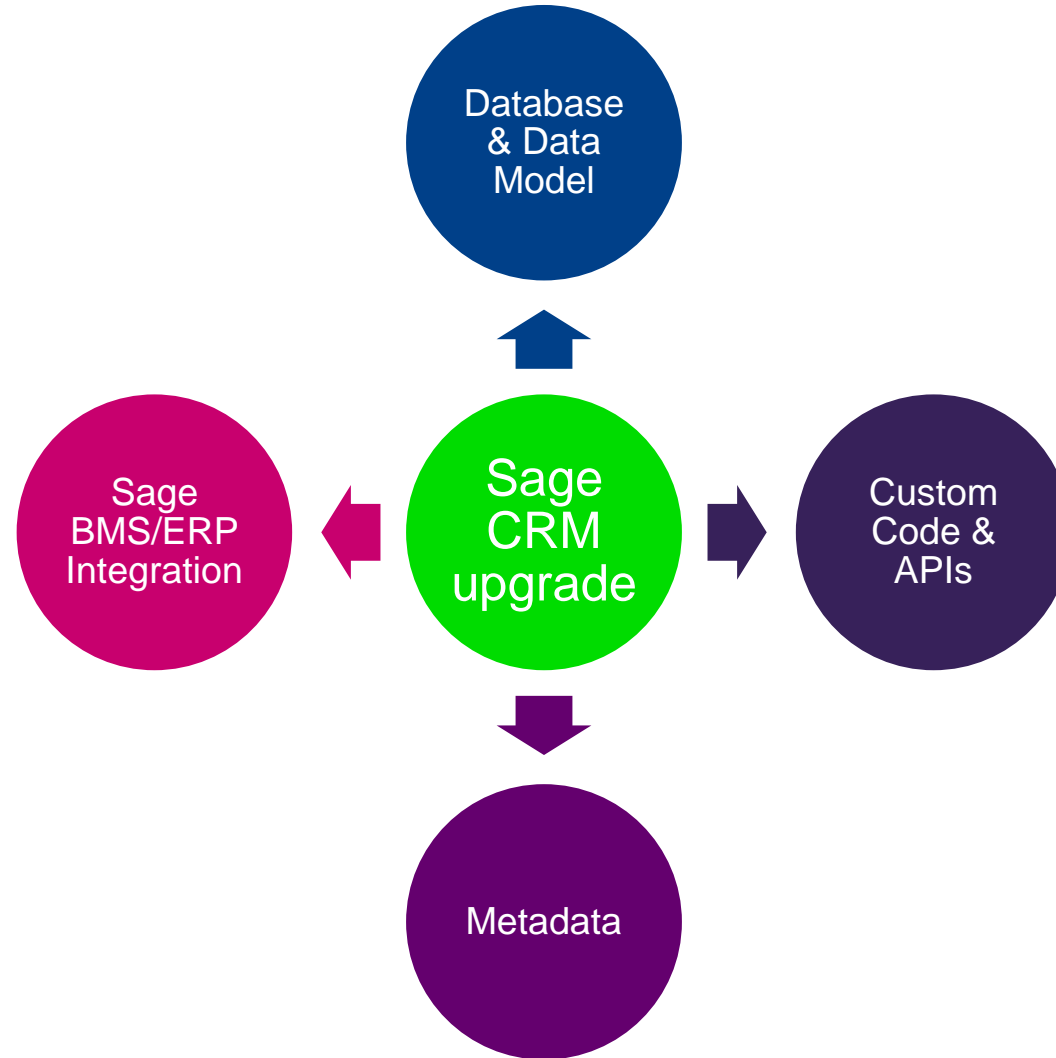 Database
& Data
Model
Sage
BMS/ERP
Integration
Sage
CRM
upgrade
Custom
Code &
APIs
Metadata